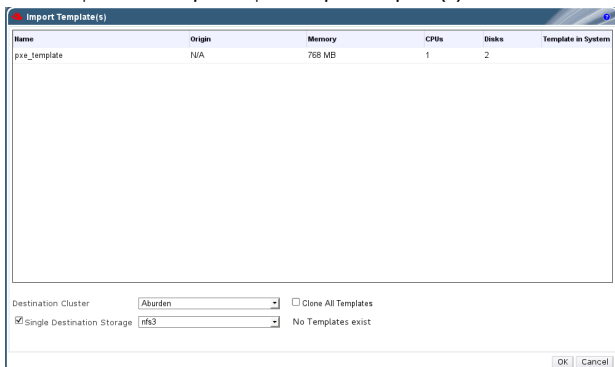 Import Template(s)
?
Name Origin Memory CPUs Disks Template in System
pxe_template N/A 768 MB 1 2
Destination Cluster Aburden Clone All Templates
Single Destination Storage nfs3 No Templates exist
OK Cancel